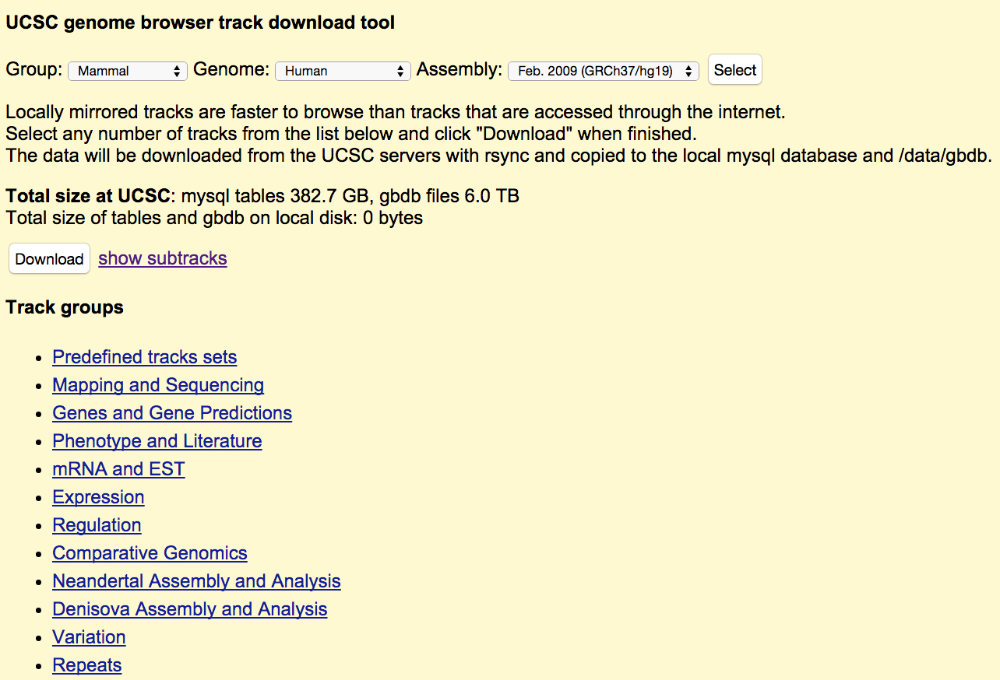 UCSC genome browser track download tool
Group: Mammal Genome: Human Assembly: Feb. 2009 (GRCh37/hg19) Select
Locally mirrored tracks are faster to browse than tracks that are accessed through the internet.
Select any number of tracks from the list below and click "Download" when finished.
The data will be downloaded from the UCSC servers with rsync and copied to the local mysql database and /data/gbdb.
Total size at UCSC: mysql tables 382.7 GB, gbdb files 6.0 TB
Total size of tables and gbdb on local disk: 0 bytes
Download show subtracks
Track groups
Predefined tracks sets
Mapping and Sequencing
Genes and Gene Predictions
Phenotype and Literature
mRNA and EST
Expression
Regulation
Comparative Genomics
Neandertal Assembly and Analysis
Denisova Assembly and Analysis
Variation
Repeats